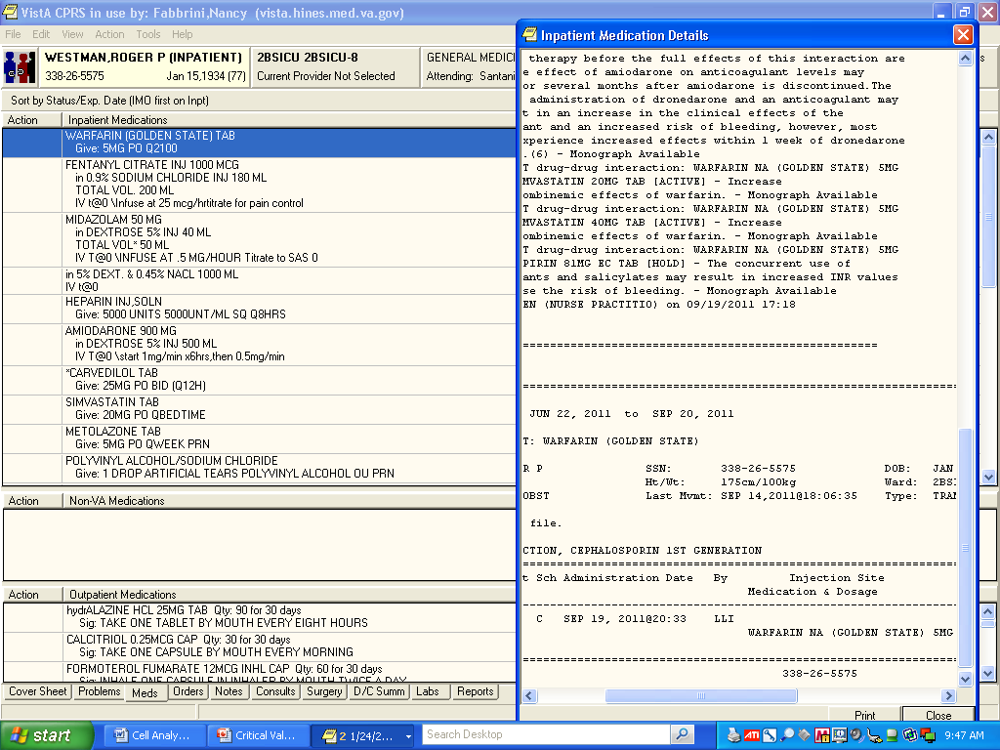 VistA CPRS in use by: Fabbrini,Nancy (vista.hines.med.va.gov)
File Edit View Action Tools Help
WESTMAN,ROGER P (INPATIENT)
338-26-5575 Jan 15,1934 (77)
2BSICU 2BSICU-8
Current Provider Not Selected
GENERAL MEDICI
Attending: Santani
s
Sort by Status/Exp. Date (IMO first on Inpt)
Action Inpatient Medications
WARFARIN (GOLDEN STATE) TAB
Give: 5MG PO Q2100
FENTANYL CITRATE INJ 1000 MCG
in 0.9% SODIUM CHLORIDE INJ 180 ML
TOTAL VOL. 200 ML
IV t@0 \Infuse at 25 mcg/hrtitrate for pain control
MIDAZOLAM 50 MG
in DEXTROSE 5% INJ 40 ML
TOTAL VOL* 50 ML
IV T@0 \INFUSE AT .5 MG/HOUR Titrate to SAS 0
in 5% DEXT. & 0.45% NACL 1000 ML
IV t@0
HEPARIN INJ,SOLN
Give: 5000 UNITS 5000UNT/ML SQ Q8HRS
AMIODARONE 900 MG
in DEXTROSE 5% INJ 500 ML
IV T@0 \start 1mg/min x6hrs,then 0.5mg/min
*CARVEDILOL TAB
Give: 25MG PO BID (Q12H)
SIMVASTATIN TAB
Give: 20MG PO QBEDTIME
METOLAZONE TAB
Give: 5MG PO QWEEK PRN
POLYVINYL ALCOHOL/SODIUM CHLORIDE
Give: 1 DROP ARTIFICIAL TEARS POLYVINYL ALCOHOL OU PRN
Action Non-VA Medications
Action Outpatient Medications
hydrALAZINE HCL 25MG TAB Qty: 90 for 30 days
Sig: TAKE ONE TABLET BY MOUTH EVERY EIGHT HOURS
CALCITRIOL 0.25MCG CAP Qty: 30 for 30 days
Sig: TAKE ONE CAPSULE BY MOUTH EVERY MORNING
FORMOTEROL FUMARATE 12MCG INHL CAP Qty: 60 for 30 days
Sig: INHALE ONE CAPSULE IN INHALER BY MOUTH TWICE A DAY
Cover Sheet Problems Meds Orders Notes Consults Surgery D/C Summ Labs Reports
Inpatient Medication Details
therapy before the full effects of this interaction are
e effect of amiodarone on anticoagulant levels may
or several months after amiodarone is discontinued.The
administration of dronedarone and an anticoagulant may
t in an increase in the clinical effects of the
ant and an increased risk of bleeding, however, most
xperience increased effects within 1 week of dronedarone
.(6) - Monograph Available
T drug-drug interaction: WARFARIN NA (GOLDEN STATE) 5MG
MVASTATIN 20MG TAB [ACTIVE] - Increase
ombinemic effects of warfarin. - Monograph Available
T drug-drug interaction: WARFARIN NA (GOLDEN STATE) 5MG
MVASTATIN 40MG TAB [ACTIVE] - Increase
ombinemic effects of warfarin. - Monograph Available
T drug-drug interaction: WARFARIN NA (GOLDEN STATE) 5MG
PIRIN 81MG EC TAB [HOLD] - The concurrent use of
ants and salicylates may result in increased INR values
se the risk of bleeding. - Monograph Available
EN (NURSE PRACTITIO) on 09/19/2011 17:18
JUN 22, 2011 to SEP 20, 2011
T: WARFARIN (GOLDEN STATE)
R P SSN: 338-26-5575 DOB: JAN
Ht/Wt: 175cm/100kg Ward: 2BSI
OBST Last Mvmt: SEP 14,2011@18:06:35 Type: TRAN
file.
CTION, CEPHALOSPORIN 1ST GENERATION
t Sch Administration Date By Injection Site
Medication & Dosage
C SEP 19, 2011@20:33 LLI
WARFARIN NA (GOLDEN STATE) 5MG
338-26-5575
Print Close
start Cell Analy... Critical Val... 2 1/24/2... Search Desktop 9:47 AM